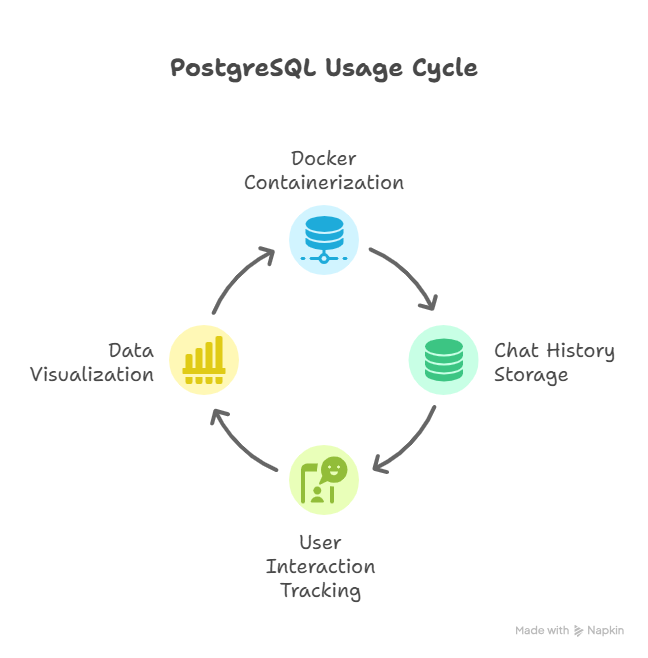 PostgreSQL Usage Cycle
Docker
Containerization
Chat History
Storage
User
Interaction
Tracking
Data
Visualization
Made with Napkin